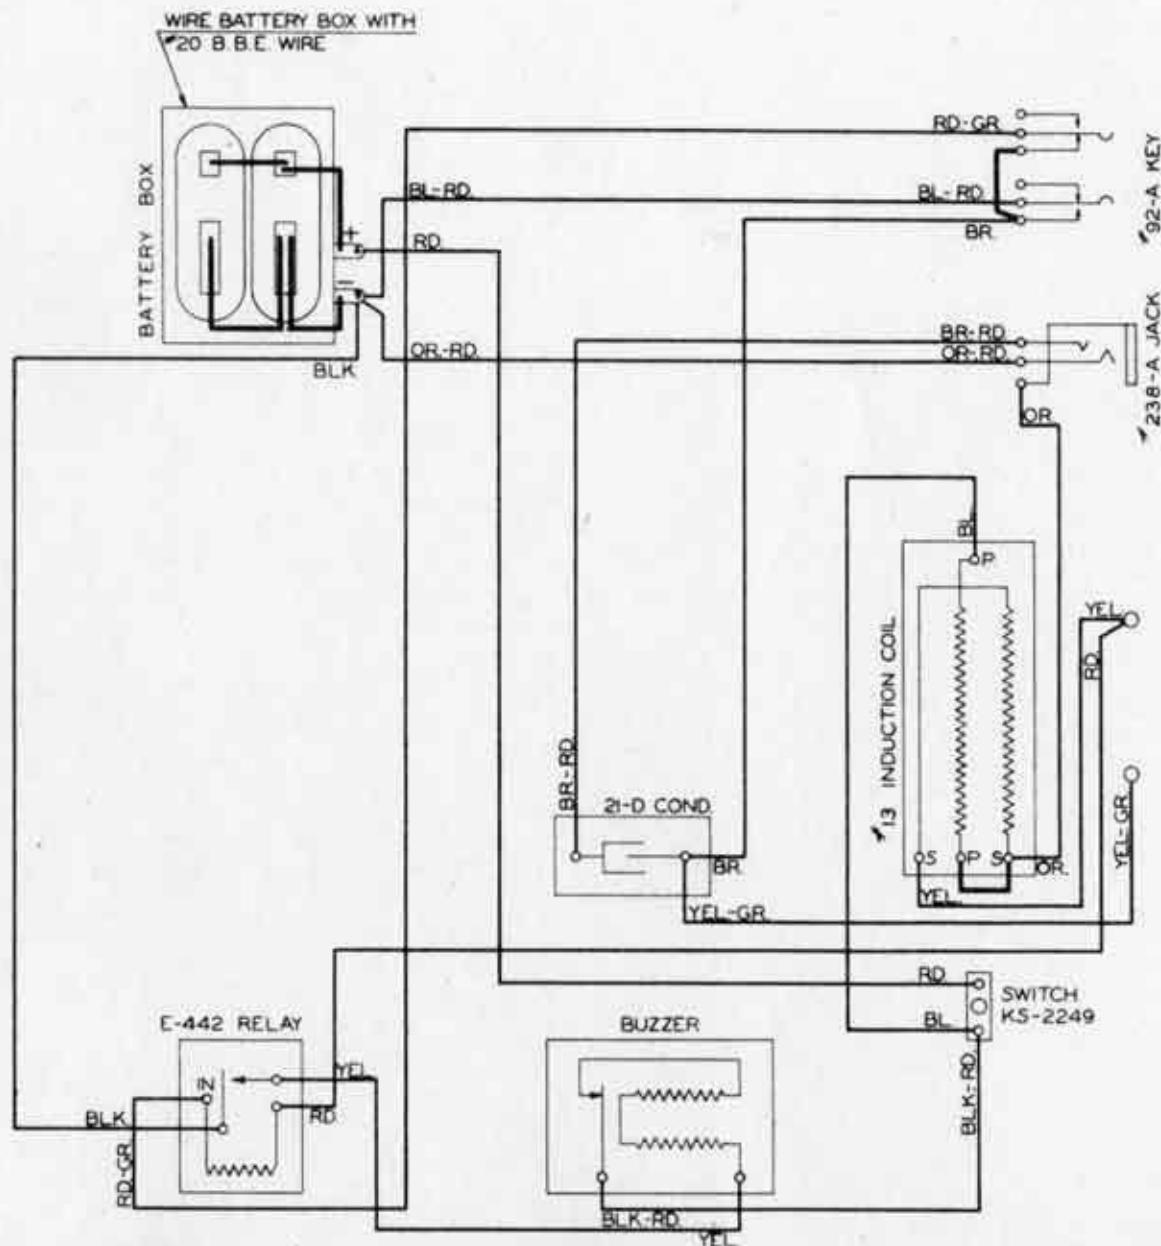 WIRE BATTERY BOX WITH
#20 B.B.E. WIRE
BATTERY BOX
+
−
RD-GR.
BL-RD.
BL-RD.
RD.
BR.
#92-A KEY
BR-RD.
OR-RD.
OR.-RD.
BLK
#238-A JACK
OR.
BL.
P
#13 INDUCTION COIL
YEL.
RD.
BR-RD.
21-D COND.
YEL-GR.
S
P
S
OR.
BR.
YEL.
YEL-GR.
RD.
SWITCH
KS-2249
BL.
E-442 RELAY
BUZZER
YEL.
IN
RD.
BLK.
BLK-RD.
RD-GR.
BLK-RD.
YEL.